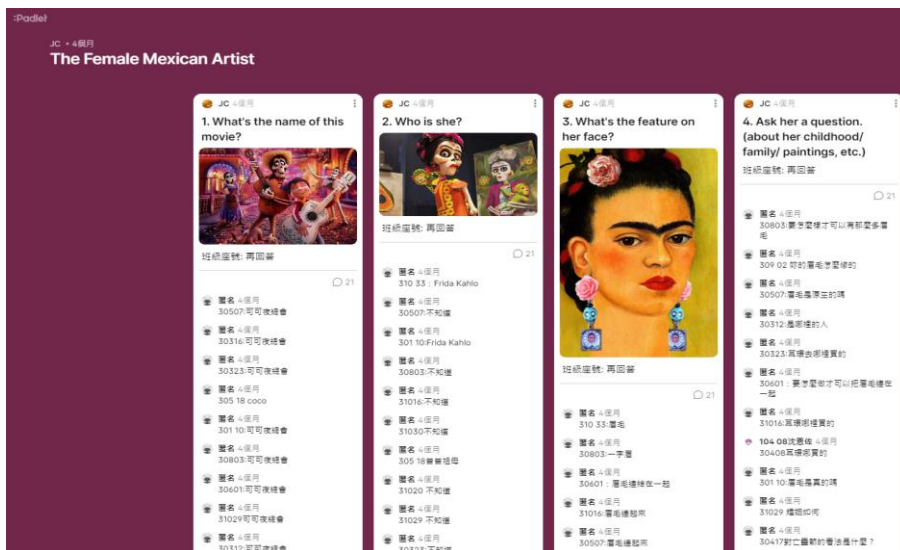 :Padlet
JC • 4個月
The Female Mexican Artist
JC 4個月
1. What's the name of this
movie?
班級座號: 再回答
21
匿名 4個月
30507:可可夜總會
匿名 4個月
30316:可可夜總會
匿名 4個月
30323:可可夜總會
匿名 4個月
305 18 coco
匿名 4個月
301 10:可可夜總會
匿名 4個月
30803:可可夜總會
匿名 4個月
30601:可可夜總會
匿名 4個月
31029可可夜總會
匿名 4個月
30312:可可夜總會
JC 4個月
2. Who is she?
班級座號: 再回答
21
匿名 4個月
310 33 : Frida Kahlo
匿名 4個月
30507:不知道
匿名 4個月
301 10:Frida Kahlo
匿名 4個月
30803:不知道
匿名 4個月
31016:不知道
匿名 4個月
31030不知道
匿名 4個月
305 18曾曾祖母
匿名 4個月
31020 不知道
匿名 4個月
31029 不知道
匿名 4個月
30323:不知道
JC 4個月
3. What's the feature on
her face?
班級座號: 再回答
21
匿名 4個月
310 33:眉毛
匿名 4個月
30803:一字眉
匿名 4個月
30601 : 眉毛連結在一起
匿名 4個月
31016:眉毛連起來
匿名 4個月
30507:眉毛連起來
JC 4個月
4. Ask her a question.
(about her childhood/
family/ paintings, etc.)
班級座號: 再回答
21
匿名 4個月
30803:要怎麼樣才可以有那麼多眉
毛
匿名 4個月
309 02 妳的眉毛怎麼修的
匿名 4個月
30507:眉毛是原生的嗎
匿名 4個月
30312:是哪裡的人
匿名 4個月
30323:耳環去哪裡買的
匿名 4個月
30601 : 要怎麼做才可以把眉毛連在
一起
匿名 4個月
31016:耳環哪裡買的
104 08沈恩佑 4個月
30408耳環哪買的
匿名 4個月
301 10:眉毛是真的嗎
匿名 4個月
31029 婚姻如何
匿名 4個月
30417對亡靈節的看法是什麼？